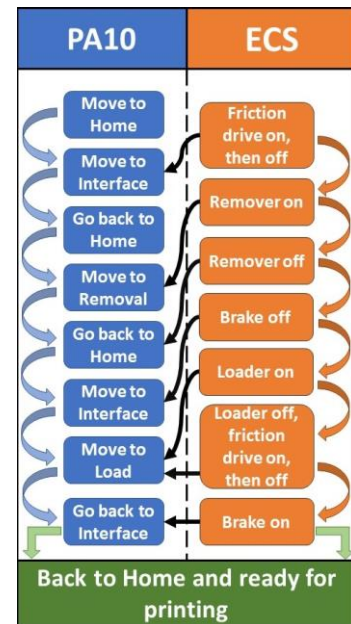 PA10
ECS
Move to
Home
Move to
Interface
Go back to
Home
Move to
Removal
Go back to
Home
Move to
Interface
Move to
Load
Go back to
Interface
Friction
drive on,
then off
Remover on
Remover off
Brake off
Loader on
Loader off,
friction
drive on,
then off
Brake on
Back to Home and ready for
printing